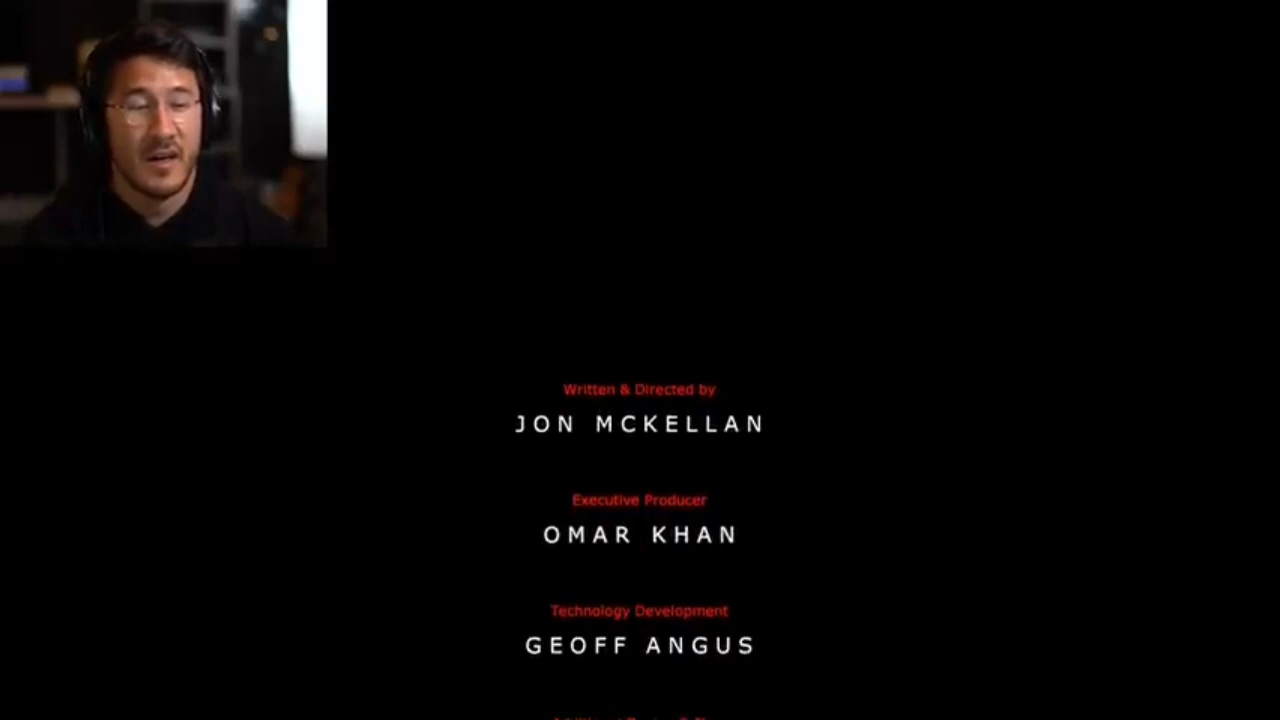 Written & Directed by
JON MCKELLAN
Executive Producer
OMAR KHAN
Technology Development
GEOFF ANGUS